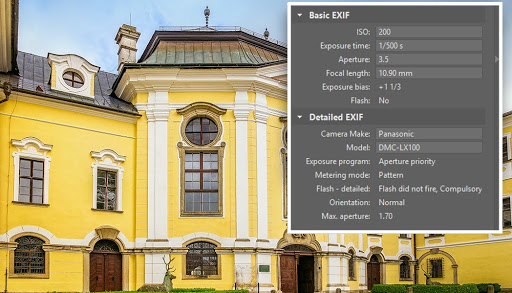 Basic EXIF
ISO: 200
Exposure time: 1/500 s
Aperture: 3.5
Focal length: 10.90 mm
Exposure bias: +1 1/3
Flash: No
Detailed EXIF
Camera Make: Panasonic
Model: DMC-LX100
Exposure program: Aperture priority
Metering mode: Pattern
Flash - detailed: Flash did not fire, Compulsory
Orientation: Normal
Max. aperture: 1.70